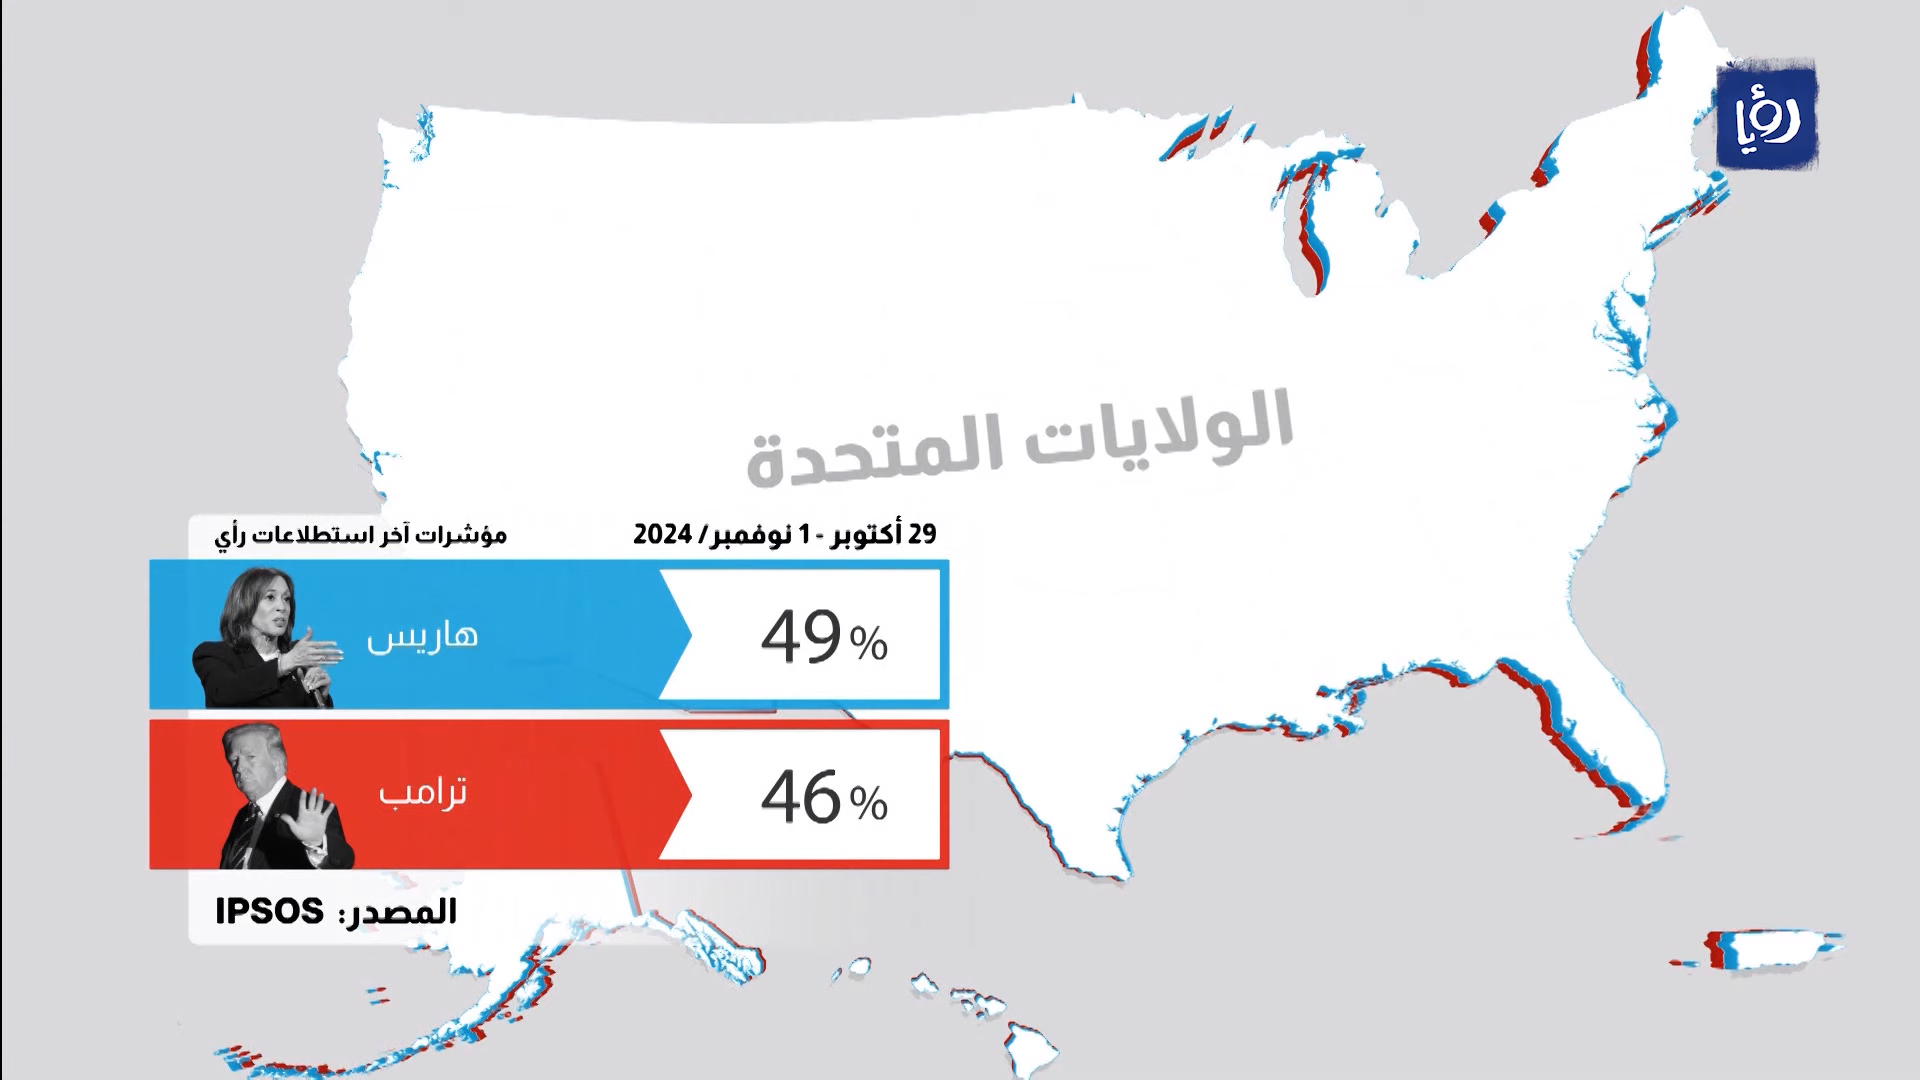 رؤيا
الولايات المتحدة
29 أكتوبر - 1 نوفمبر/ 2024
مؤشرات آخر استطلاعات رأي
هاريس
49%
ترامب
46%
المصدر: IPSOS